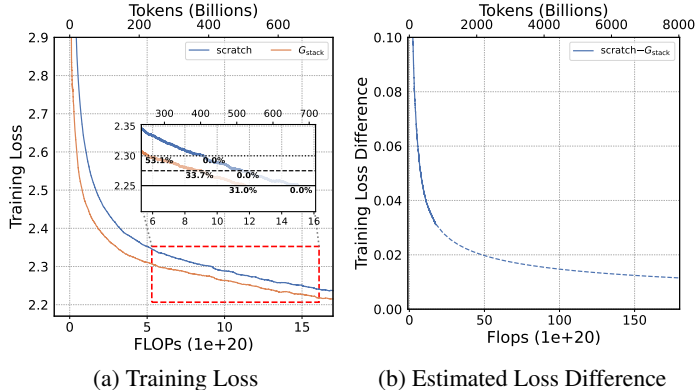 Tokens (Billions)
0 200 400 600
2.9
2.8
2.7
2.6
2.5
2.4
2.3
2.2
Training Loss
scratch G_stack
300 400 500 600 700
2.35
2.30
2.25
53.1% 0.0%
33.7% 0.0%
31.0% 0.0%
6 8 10 12 14 16
0 5 10 15
FLOPs (1e+20)
(a) Training Loss
Tokens (Billions)
0 2000 4000 6000 8000
0.10
0.08
0.06
0.04
0.02
0.00
Training Loss Difference
scratch−G_stack
0 50 100 150
Flops (1e+20)
(b) Estimated Loss Difference